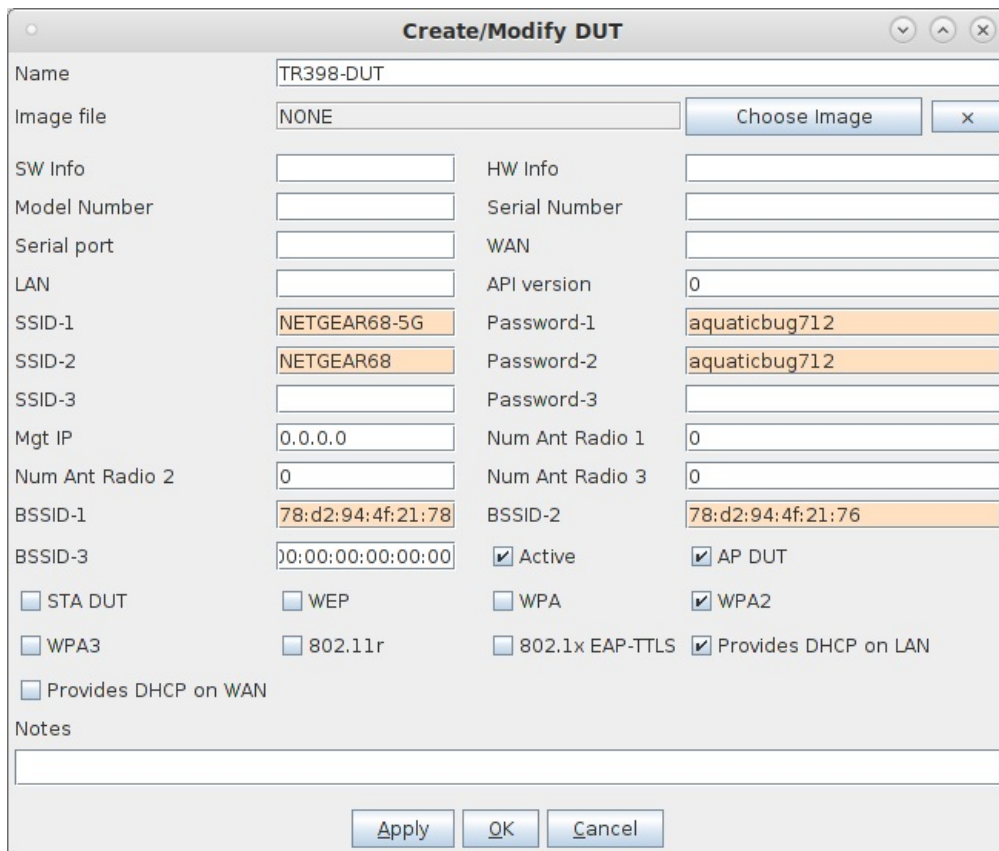 Create/Modify DUT
Name TR398-DUT
Image file NONE Choose Image ×
SW Info HW Info
Model Number Serial Number
Serial port WAN
LAN API version 0
SSID-1 NETGEAR68-5G Password-1 aquaticbug712
SSID-2 NETGEAR68 Password-2 aquaticbug712
SSID-3 Password-3
Mgt IP 0.0.0.0 Num Ant Radio 1 0
Num Ant Radio 2 0 Num Ant Radio 3 0
BSSID-1 78:d2:94:4f:21:78 BSSID-2 78:d2:94:4f:21:76
BSSID-3 00:00:00:00:00:00 Active AP DUT
STA DUT WEP WPA WPA2
WPA3 802.11r 802.1x EAP-TTLS Provides DHCP on LAN
Provides DHCP on WAN
Notes
Apply OK Cancel